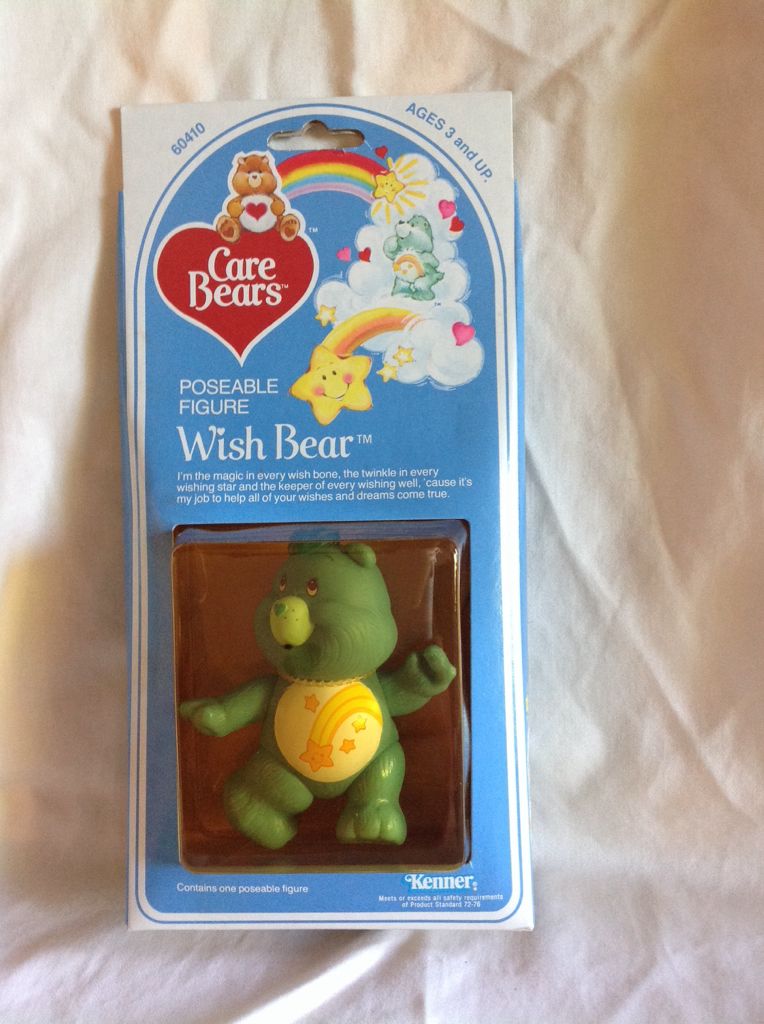 60410
AGES 3 and UP.
TM
Care
Bears™
POSEABLE
FIGURE
Wish Bear™
I'm the magic in every wish bone, the twinkle in every
wishing star and the keeper of every wishing well, 'cause it's
my job to help all of your wishes and dreams come true.
Contains one poseable figure
Kenner®
Meets or exceeds all safety requirements
of Product Standard 72-76